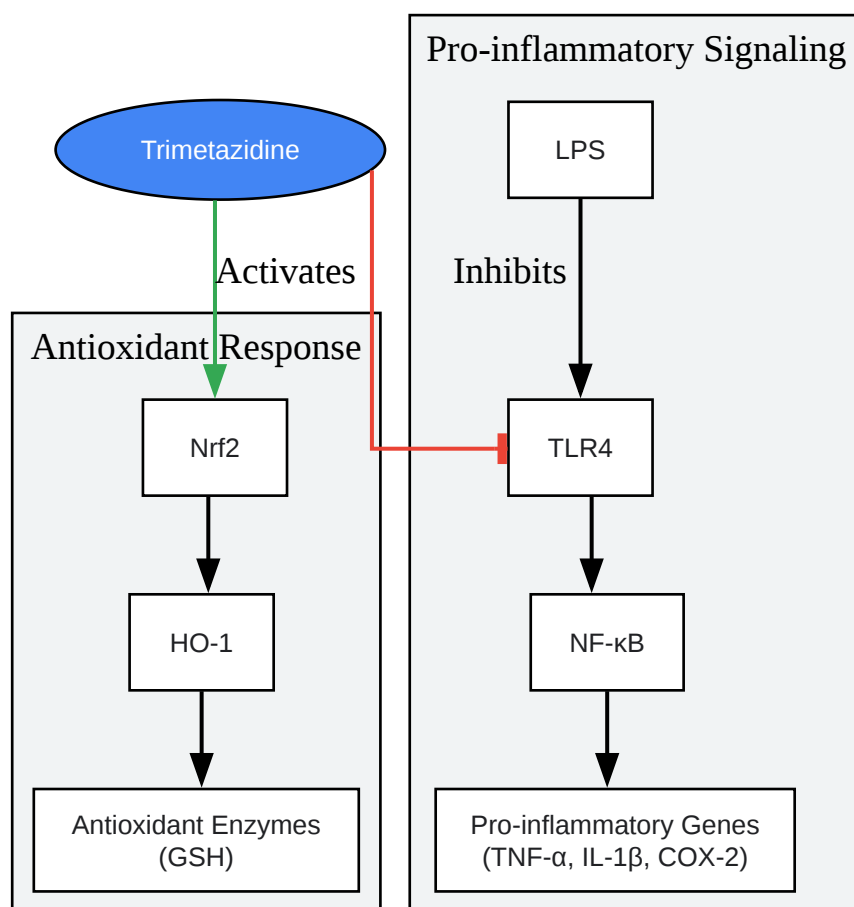 Pro-inflammatory Signaling
Trimetazidine
LPS
Activates
Inhibits
Antioxidant Response
Nrf2
TLR4
HO-1
NF-κB
Antioxidant Enzymes
(GSH)
Pro-inflammatory Genes
(TNF-α, IL-1β, COX-2)